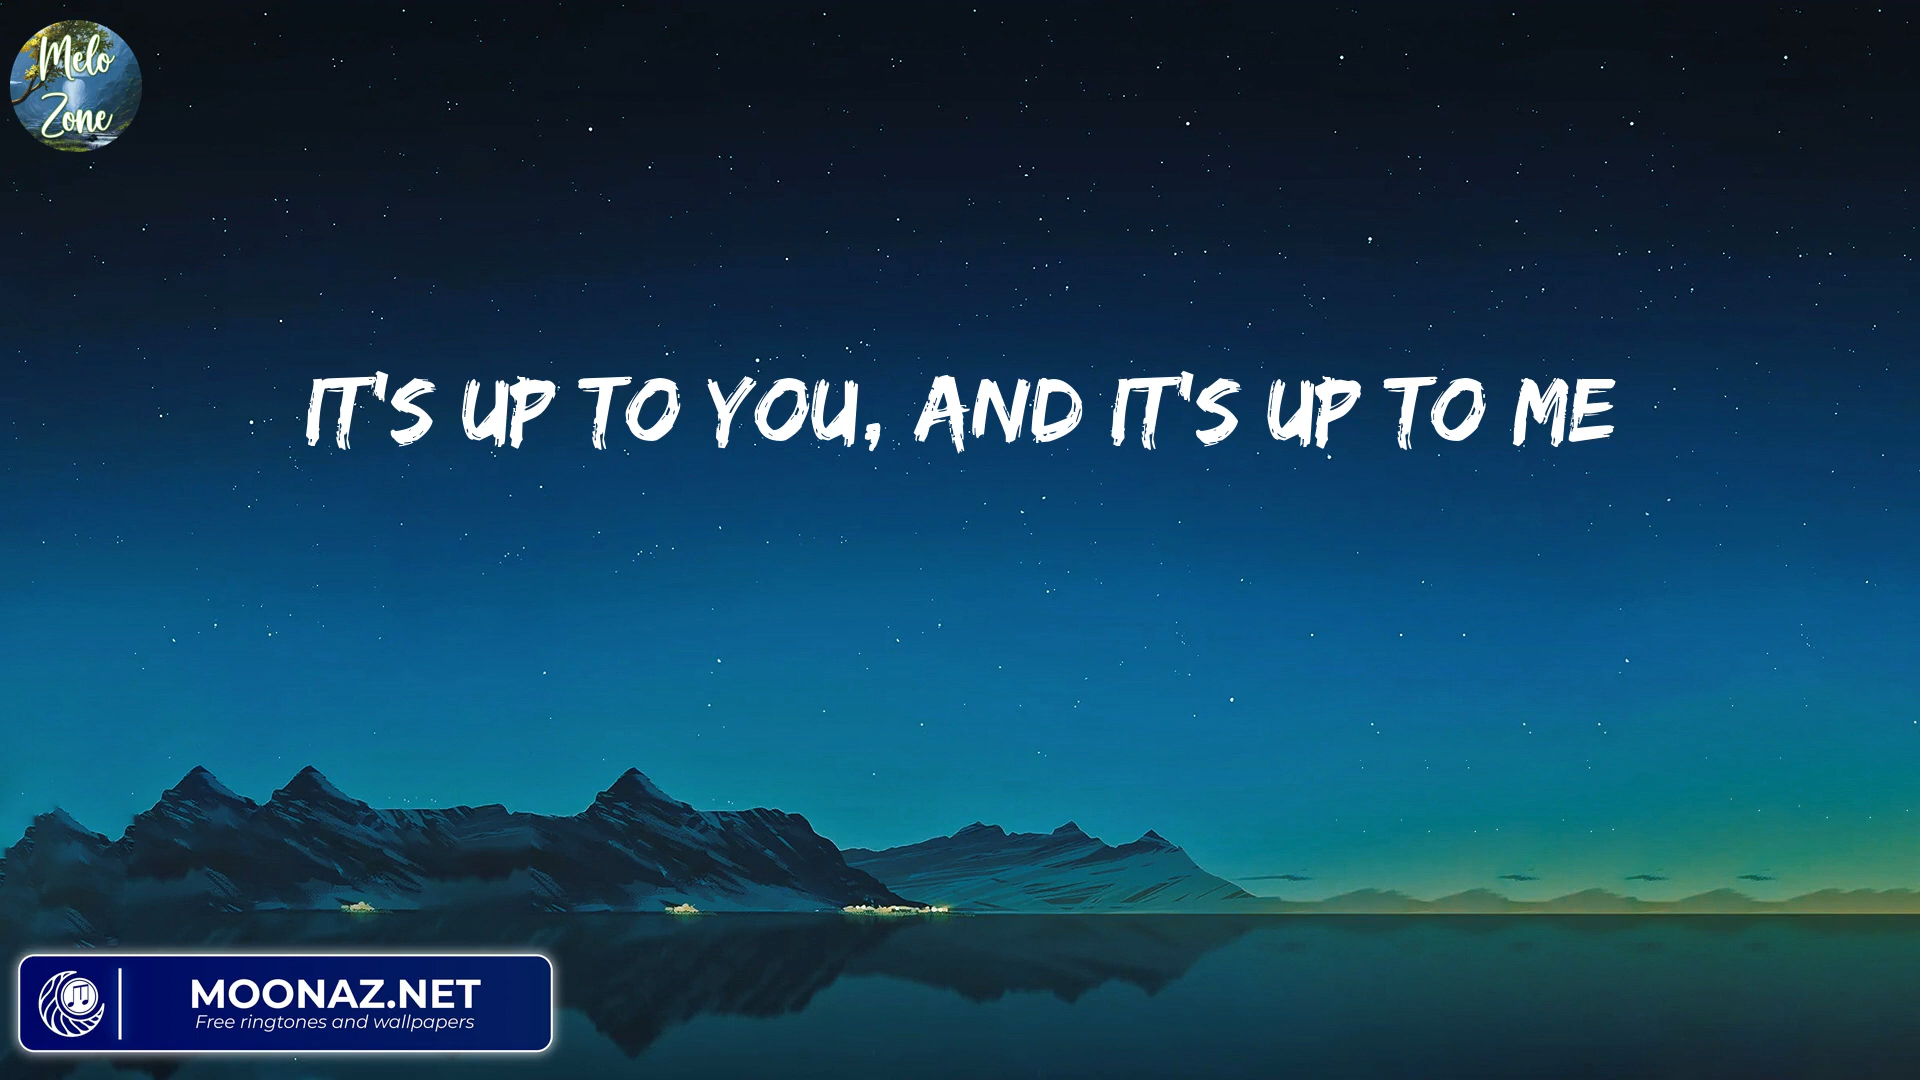 Melo
Zone
IT'S UP TO YOU, AND IT'S UP TO ME
MOONAZ.NET
Free ringtones and wallpapers